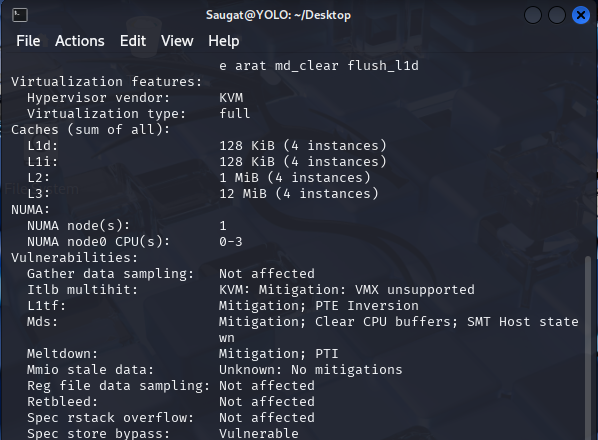 Saugat@YOLO: ~/Desktop
File Actions Edit View Help
e arat md_clear flush_l1d
Virtualization features:
Hypervisor vendor: KVM
Virtualization type: full
Caches (sum of all):
L1d: 128 KiB (4 instances)
L1i: 128 KiB (4 instances)
L2: 1 MiB (4 instances)
L3: 12 MiB (4 instances)
NUMA:
NUMA node(s): 1
NUMA node0 CPU(s): 0-3
Vulnerabilities:
Gather data sampling: Not affected
Itlb multihit: KVM: Mitigation: VMX unsupported
L1tf: Mitigation; PTE Inversion
Mds: Mitigation; Clear CPU buffers; SMT Host state
wn
Meltdown: Mitigation; PTI
Mmio stale data: Unknown: No mitigations
Reg file data sampling: Not affected
Retbleed: Not affected
Spec rstack overflow: Not affected
Spec store bypass: Vulnerable